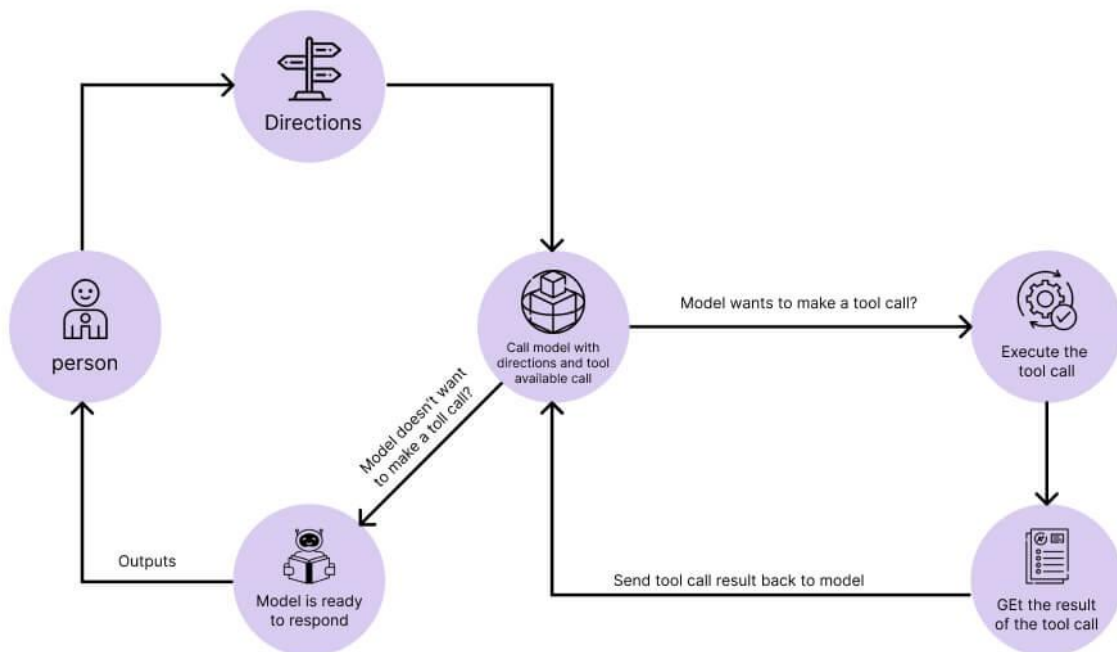 Directions
person
Call model with
directions and tool
available call
Model wants to make a tool call?
Execute the
tool call
Model doesn't want
to make a toll call?
Outputs
Model is ready
to respond
Send tool call result back to model
GEt the result
of the tool call